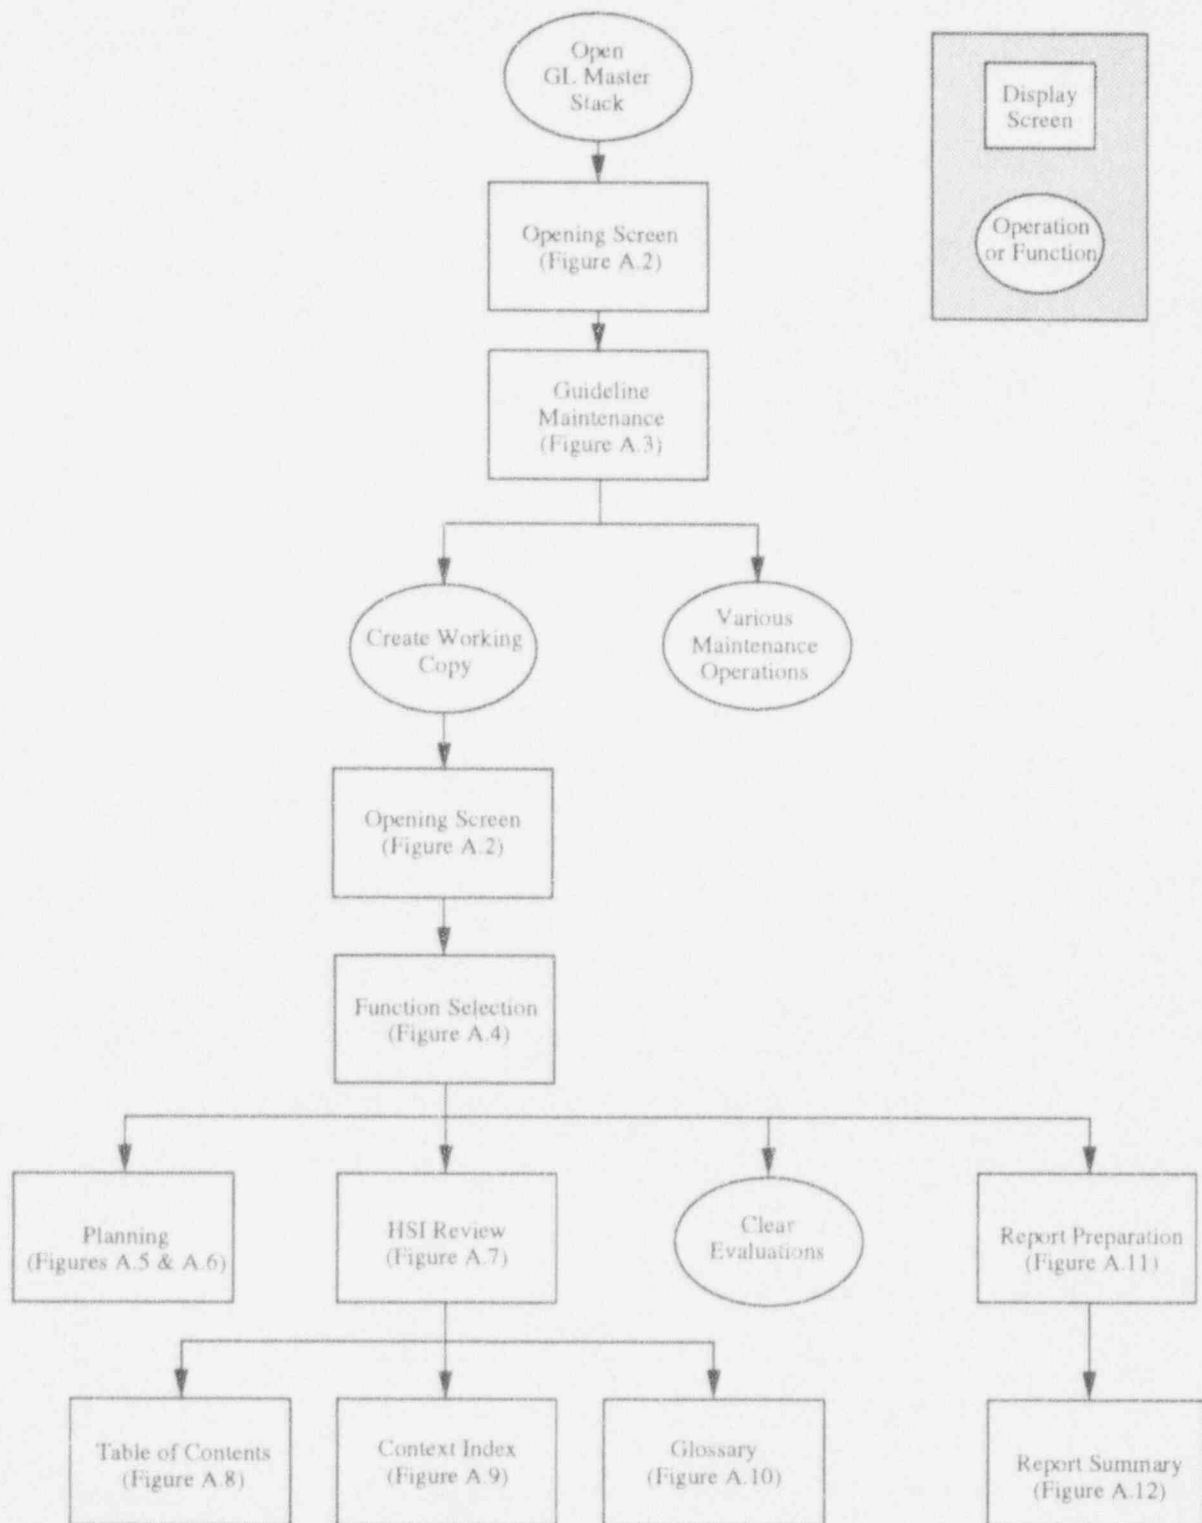 Open
GL Master
Stack
Display
Screen
Operation
or Function
Opening Screen
(Figure A.2)
Guideline
Maintenance
(Figure A.3)
Create Working
Copy
Various
Maintenance
Operations
Opening Screen
(Figure A.2)
Function Selection
(Figure A.4)
Planning
(Figures A.5 & A.6)
HSI Review
(Figure A.7)
Clear
Evaluations
Report Preparation
(Figure A.11)
Table of Contents
(Figure A.8)
Context Index
(Figure A.9)
Glossary
(Figure A.10)
Report Summary
(Figure A.12)